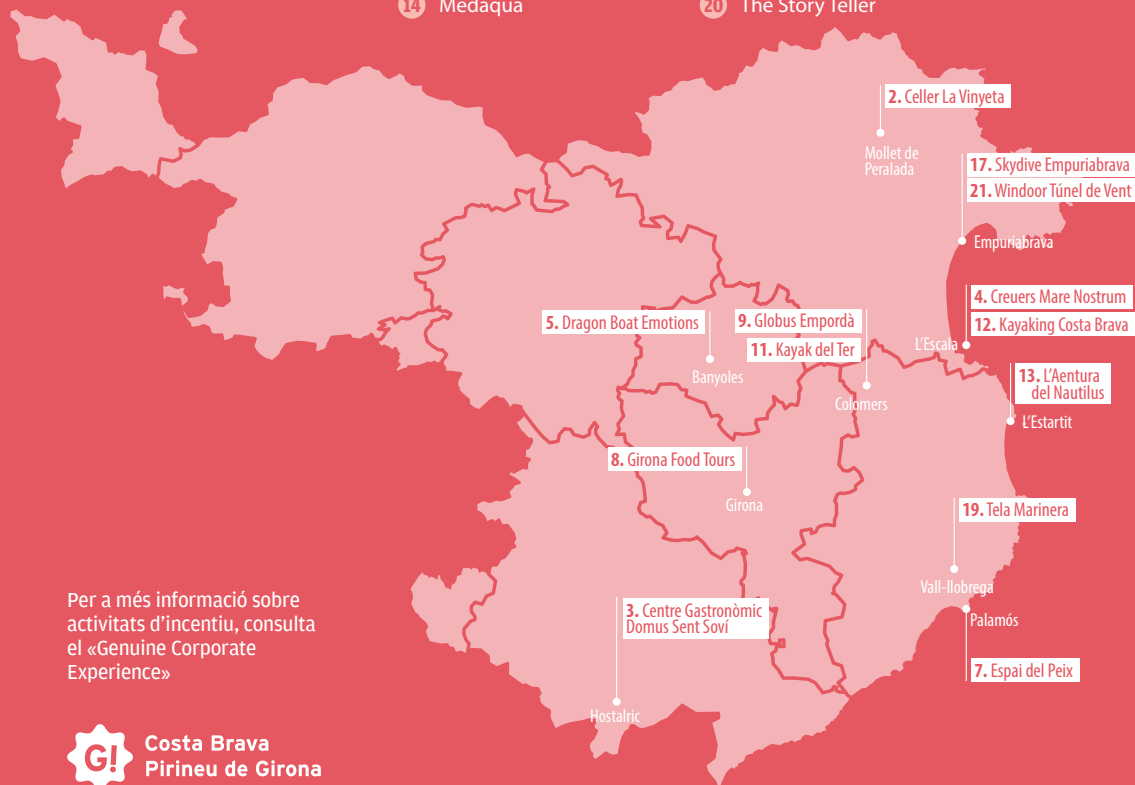 14 Medaqua
20 The Story Teller
2. Celler La Vinyeta
Mollet de
Peralada
17. Skydive Empuriabrava
21. Windoor Túnel de Vent
Empuriabrava
4. Creuers Mare Nostrum
12. Kayaking Costa Brava
L'Escala
5. Dragon Boat Emotions
Banyoles
9. Globus Empordà
11. Kayak del Ter
Colomers
13. L'Aentura
del Nautilus
L'Estartit
8. Girona Food Tours
Girona
19. Tela Marinera
Vall-llobrega
Palamós
7. Espai del Peix
3. Centre Gastronòmic
Domus Sent Soví
Hostalric
Per a més informació sobre
activitats d'incentiu, consulta
el «Genuine Corporate
Experience»
G!
Costa Brava
Pirineu de Girona